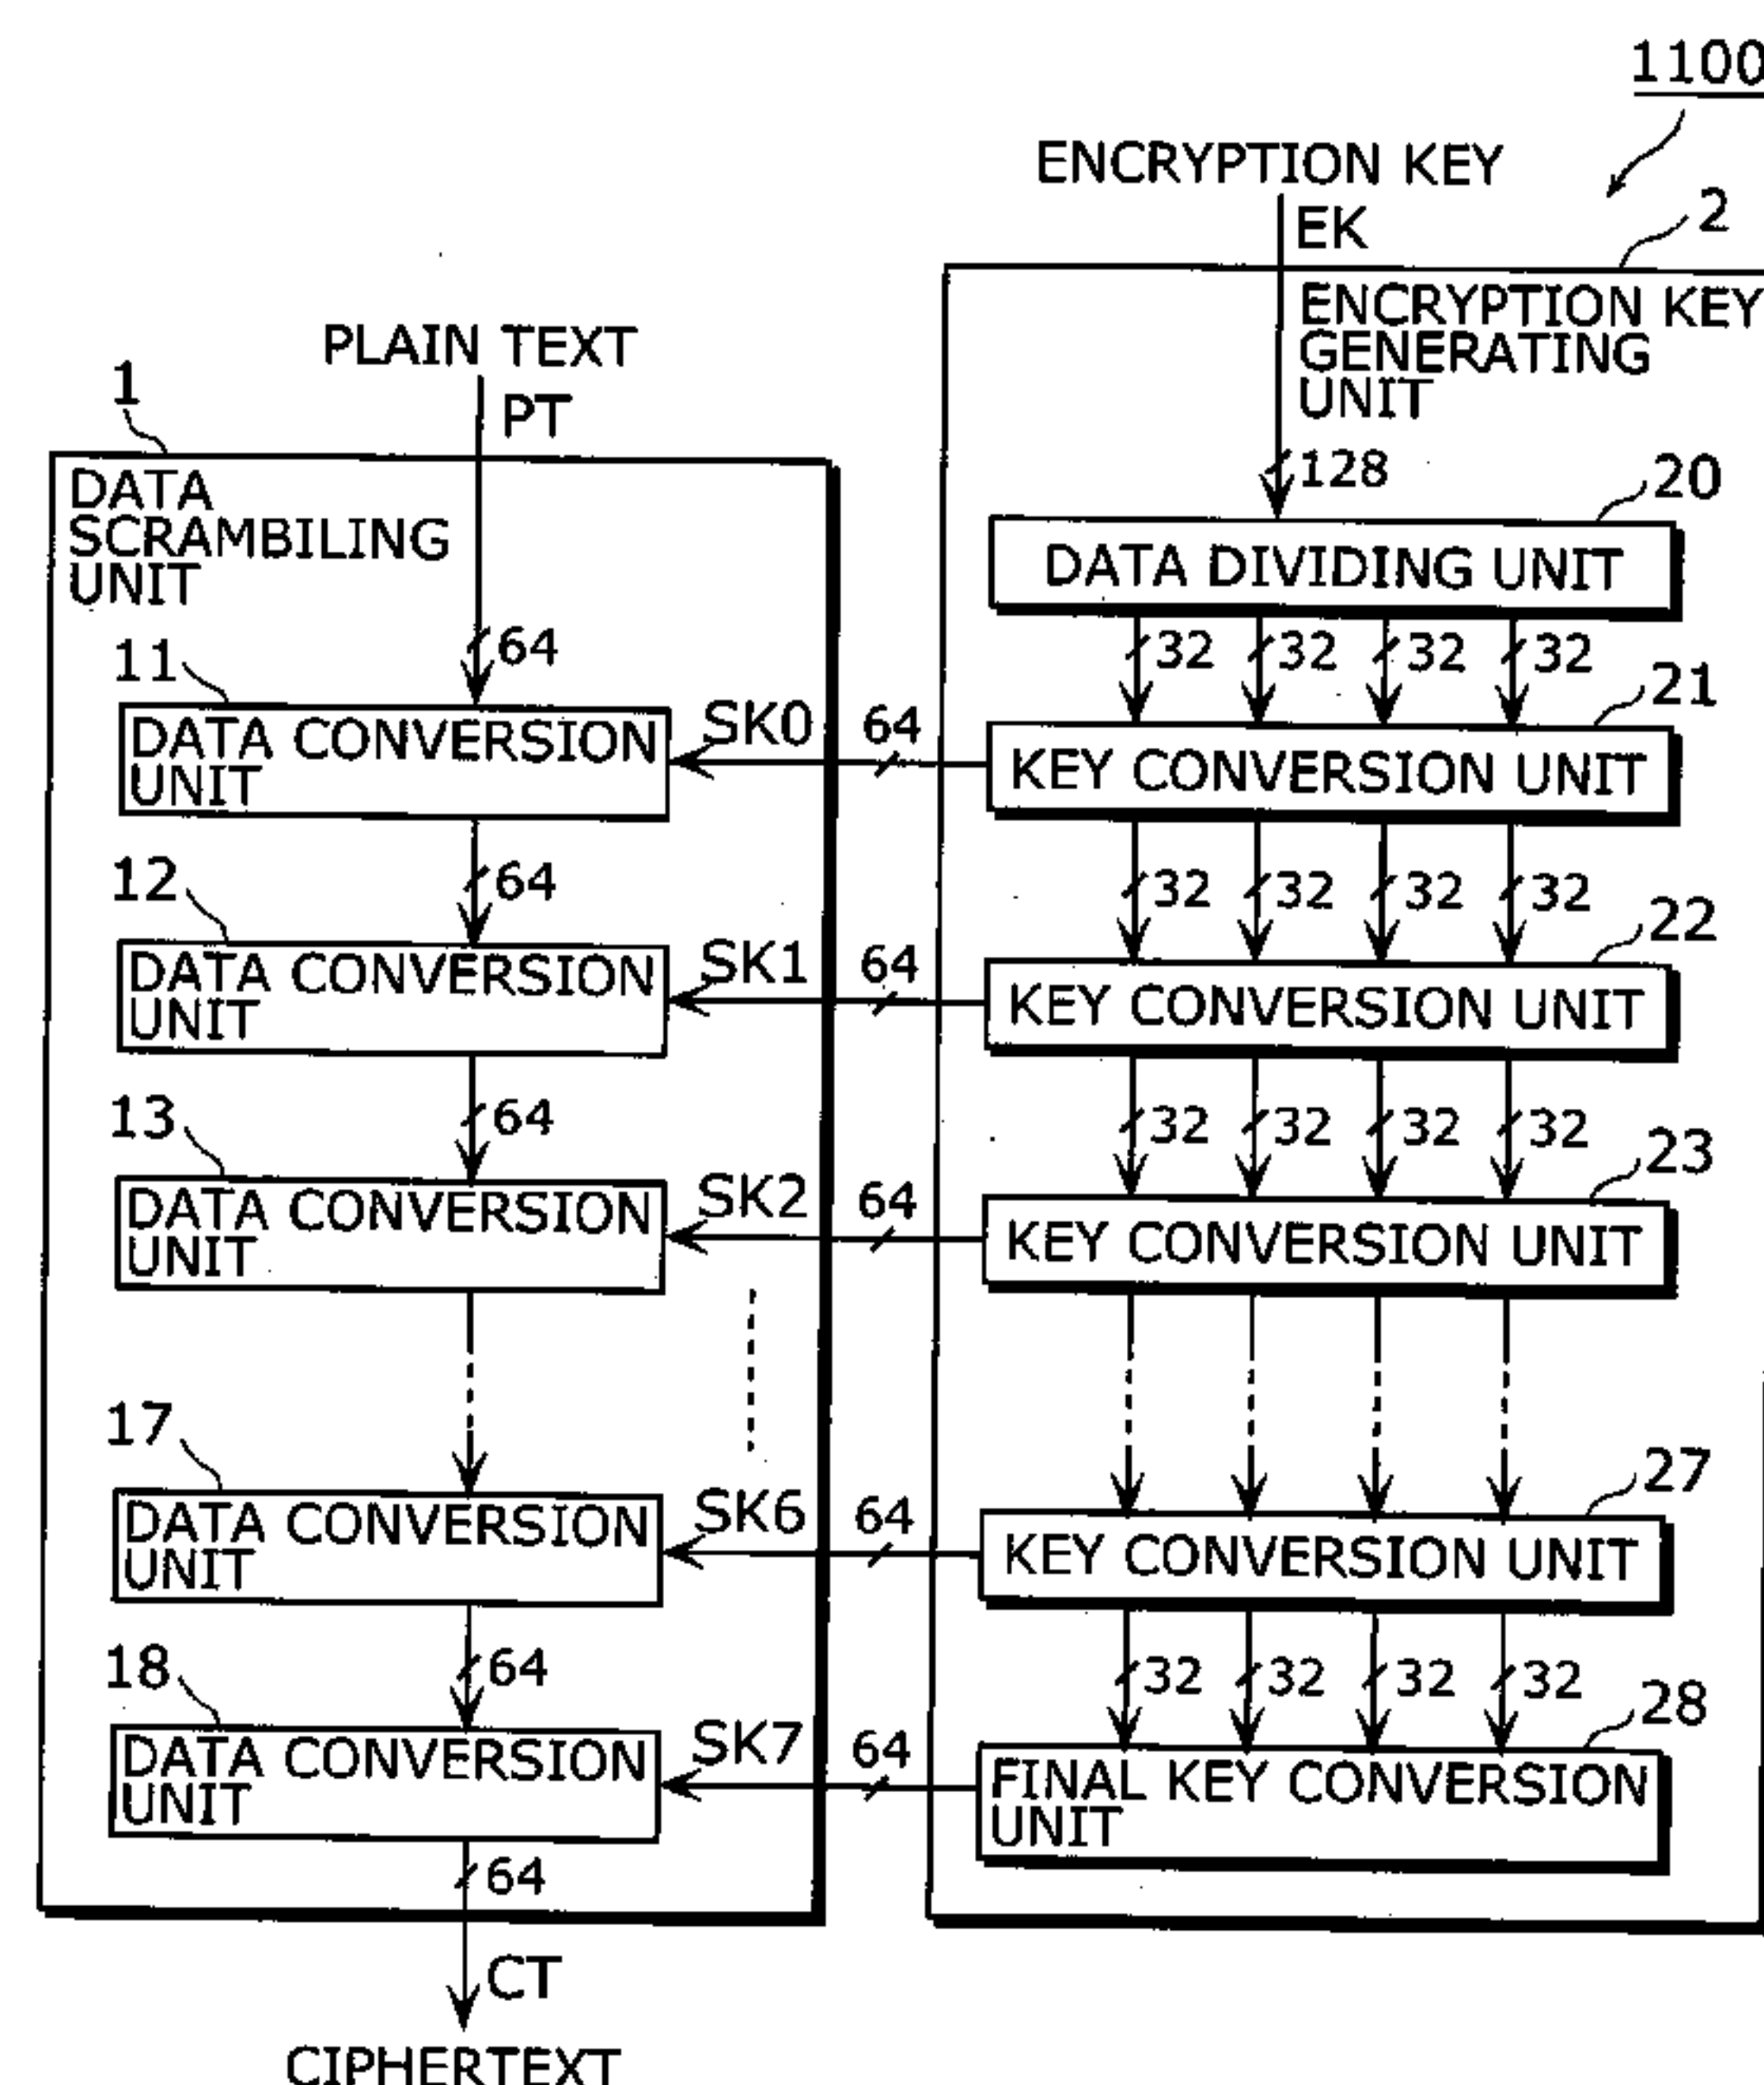 1100
ENCRYPTION KEY
EK
2
ENCRYPTION KEY
GENERATING
UNIT
PLAIN TEXT
PT
1
DATA
SCRAMBILING
UNIT
128
20
DATA DIVIDING UNIT
64
32 32 32 32
11
21
DATA CONVERSION
UNIT
SK0
64
KEY CONVERSION UNIT
64
32 32 32 32
12
22
DATA CONVERSION
UNIT
SK1
64
KEY CONVERSION UNIT
64
32 32 32 32
13
23
DATA CONVERSION
UNIT
SK2
64
KEY CONVERSION UNIT
17
27
DATA CONVERSION
UNIT
SK6
64
KEY CONVERSION UNIT
64
32 32 32 32
18
28
DATA CONVERSION
UNIT
SK7
64
FINAL KEY CONVERSION
UNIT
64
CT
CIPHERTEXT